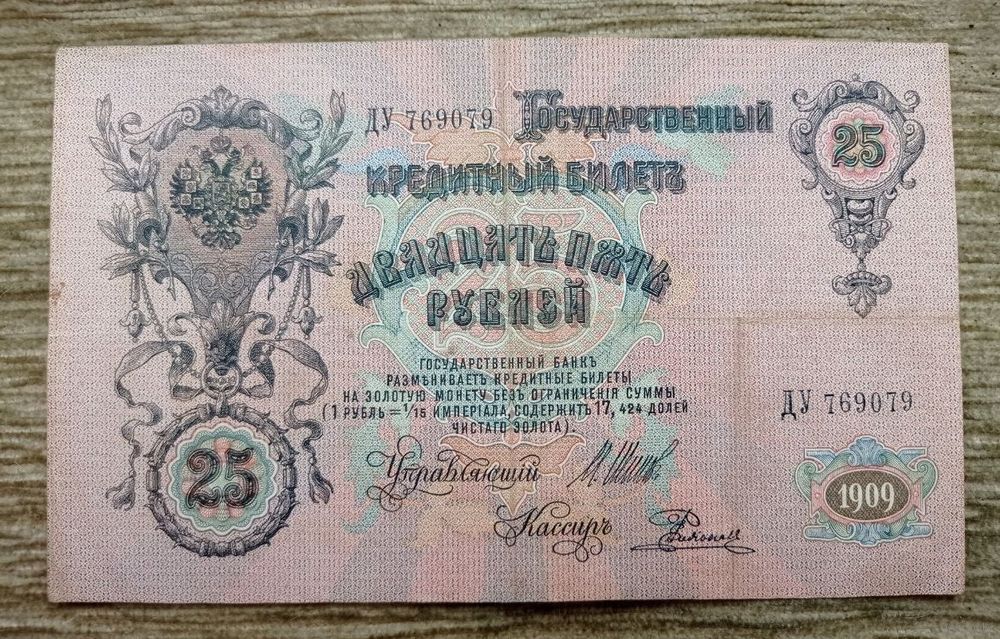 ДУ 769079
Государственный
Кредитный Билетъ
25
Двадцать пять
рублей
25
ГОСУДАРСТВЕННЫЙ БАНКЪ
РАЗМѢНИВАЕТЪ КРЕДИТНЫЕ БИЛЕТЫ
НА ЗОЛОТУЮ МОНЕТУ БЕЗЪ ОГРАНИЧЕНІЯ СУММЫ
(1 РУБЛЬ = 1/15 ИМПЕРІАЛА, СОДЕРЖИТЪ 17, 424 ДОЛЕЙ
ЧИСТАГО ЗОЛОТА).
ДУ 769079
25
Управляющій
1909
Кассиръ